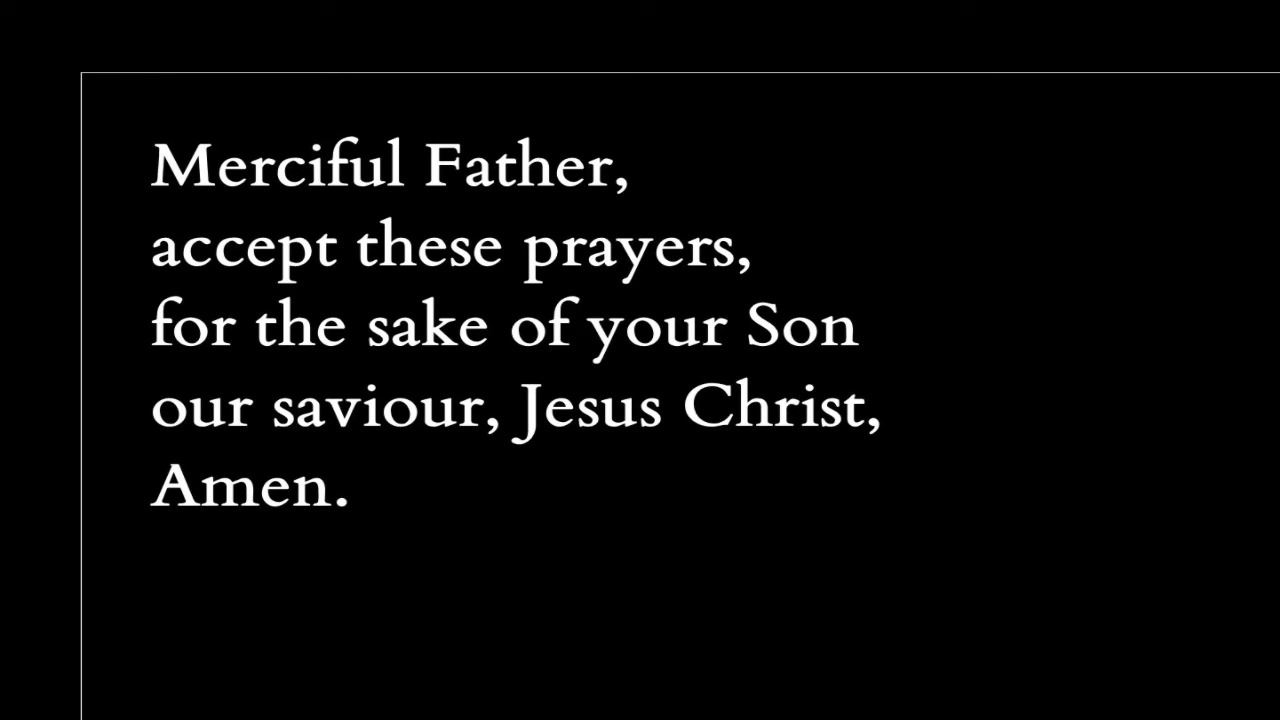 Merciful Father,
accept these prayers,
for the sake of your Son
our saviour, Jesus Christ,
Amen.